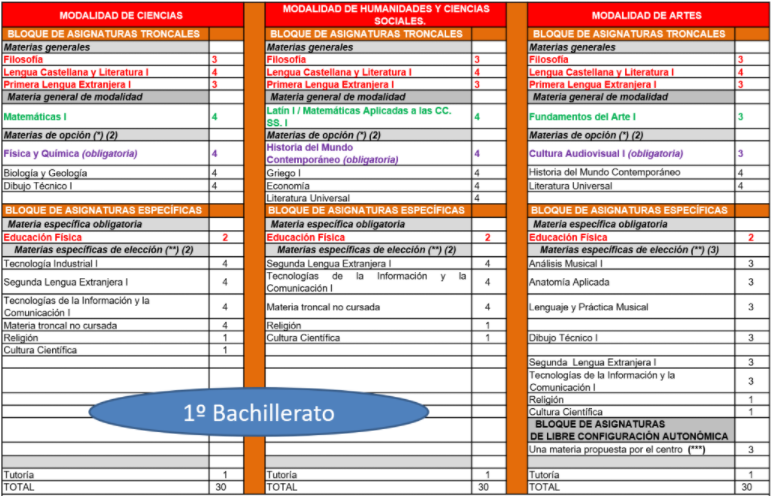 MODALIDAD DE CIENCIAS
BLOQUE DE ASIGNATURAS TRONCALES
Materias generales
Filosofía 3
Lengua Castellana y Literatura I 4
Primera Lengua Extranjera I 3
Materia general de modalidad
Matemáticas I 4
Materias de opción (*) (2)
Física y Química (obligatoria) 4
Biología y Geología 4
Dibujo Técnico I 4
BLOQUE DE ASIGNATURAS ESPECÍFICAS
Materia específica obligatoria
Educación Física 2
Materias específicas de elección (**) (2)
Tecnología Industrial I 4
Segunda Lengua Extranjera I 4
Tecnologías de la Información y la
Comunicación I 4
Materia troncal no cursada 4
Religión 1
Cultura Científica 1
Tutoría 1
TOTAL 30
MODALIDAD DE HUMANIDADES Y CIENCIAS
SOCIALES.
BLOQUE DE ASIGNATURAS TRONCALES
Materias generales
Filosofía 3
Lengua Castellana y Literatura I 4
Primera Lengua Extranjera I 3
Materia general de modalidad
Latín I / Matemáticas Aplicadas a las CC.
SS. I 4
Materias de opción (*) (2)
Historia del Mundo
Contemporáneo (obligatoria) 4
Griego I 4
Economía 4
Literatura Universal 4
BLOQUE DE ASIGNATURAS ESPECÍFICAS
Materia específica obligatoria
Educación Física 2
Materias específicas de elección (**) (2)
Segunda Lengua Extranjera I 4
Tecnologías de la Información y la
Comunicación I 4
Materia troncal no cursada 4
Religión 1
Cultura Científica 1
Tutoría 1
TOTAL 30
MODALIDAD DE ARTES
BLOQUE DE ASIGNATURAS TRONCALES
Materias generales
Filosofía 3
Lengua Castellana y Literatura I 4
Primera Lengua Extranjera I 3
Materia general de modalidad
Fundamentos del Arte I 3
Materias de opción (*) (2)
Cultura Audiovisual I (obligatoria) 3
Historia del Mundo Contemporáneo 4
Literatura Universal 4
BLOQUE DE ASIGNATURAS ESPECÍFICAS
Materia específica obligatoria
Educación Física 2
Materias específicas de elección (**) (3)
Análisis Musical I 3
Anatomía Aplicada 3
Lenguaje y Práctica Musical 3
Dibujo Técnico I 3
Segunda Lengua Extranjera I 3
Tecnologías de la Información y la
Comunicación I 3
Religión 1
Cultura Científica 1
BLOQUE DE ASIGNATURAS
DE LIBRE CONFIGURACIÓN AUTONÓMICA
Una materia propuesta por el centro (***) 3
Tutoría 1
TOTAL 30
1º Bachillerato